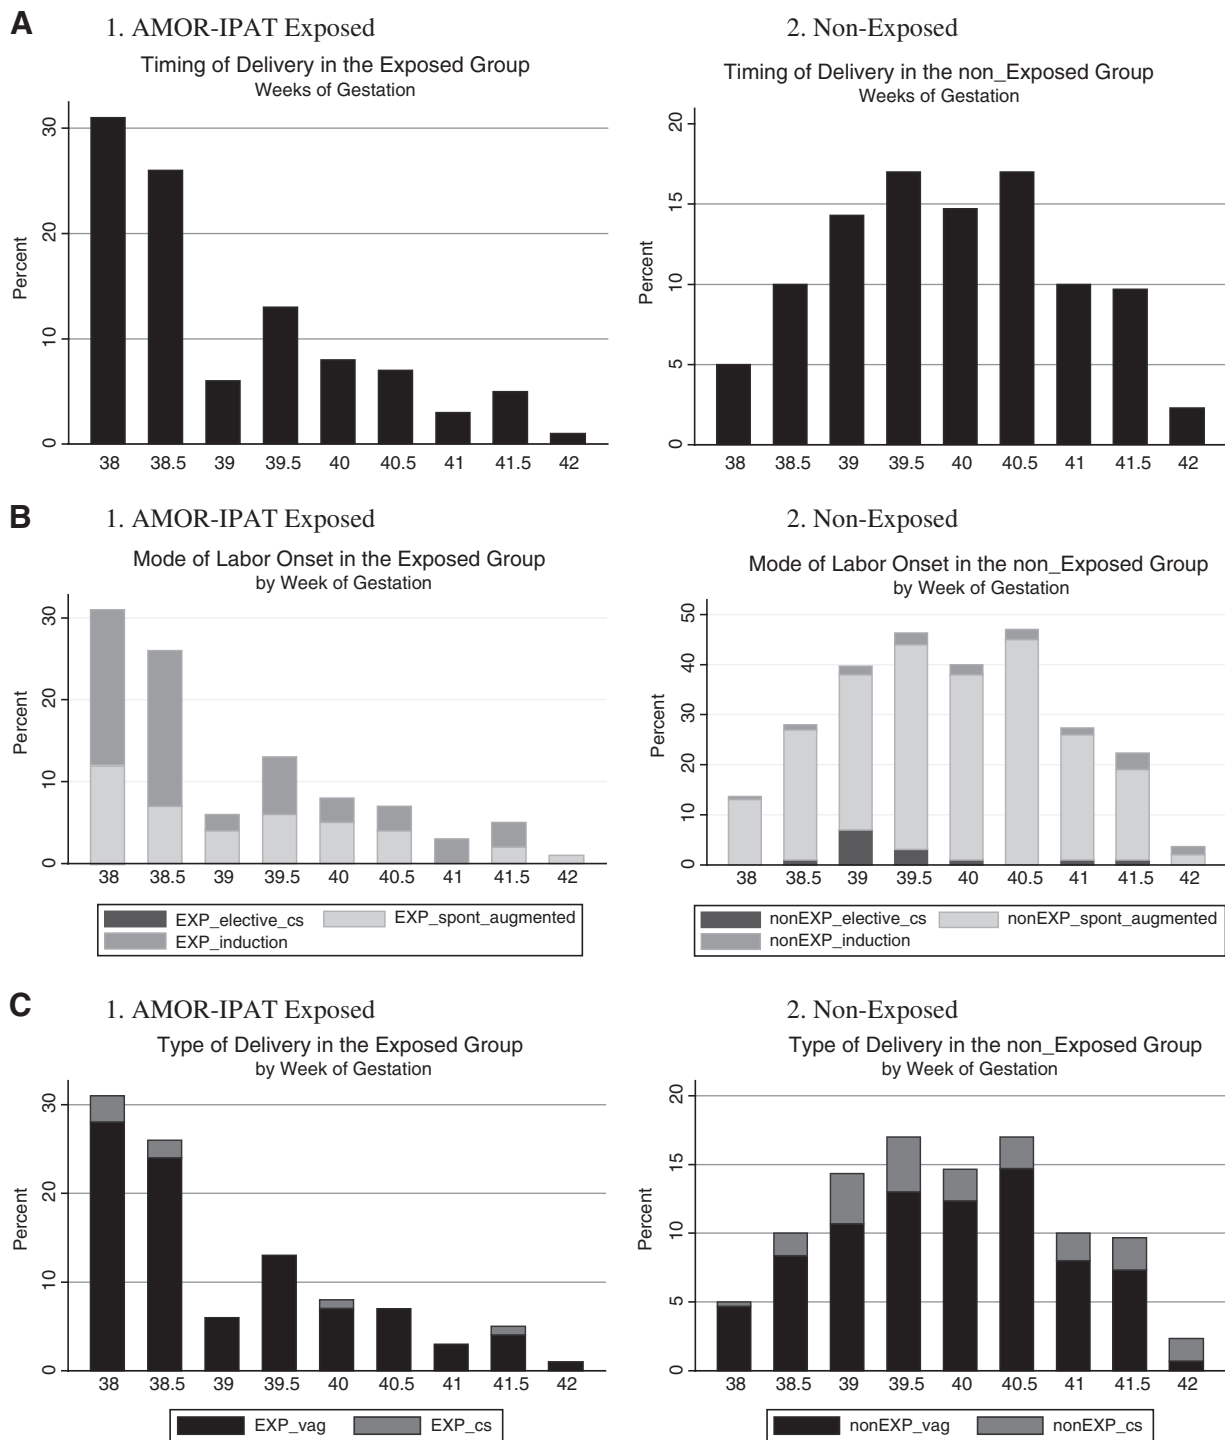 A
1. AMOR-IPAT Exposed
Timing of Delivery in the Exposed Group
Weeks of Gestation
Percent
30
20
10
0
38 38.5 39 39.5 40 40.5 41 41.5 42
2. Non-Exposed
Timing of Delivery in the non_Exposed Group
Weeks of Gestation
Percent
20
15
10
5
0
38 38.5 39 39.5 40 40.5 41 41.5 42
B
1. AMOR-IPAT Exposed
Mode of Labor Onset in the Exposed Group
by Week of Gestation
Percent
30
20
10
0
38 38.5 39 39.5 40 40.5 41 41.5 42
EXP_elective_cs EXP_spont_augmented
EXP_induction
2. Non-Exposed
Mode of Labor Onset in the non_Exposed Group
by Week of Gestation
Percent
50
40
30
20
10
0
38 38.5 39 39.5 40 40.5 41 41.5 42
nonEXP_elective_cs nonEXP_spont_augmented
nonEXP_induction
C
1. AMOR-IPAT Exposed
Type of Delivery in the Exposed Group
by Week of Gestation
Percent
30
20
10
0
38 38.5 39 39.5 40 40.5 41 41.5 42
EXP_vag EXP_cs
2. Non-Exposed
Type of Delivery in the non_Exposed Group
by Week of Gestation
Percent
20
15
10
5
0
38 38.5 39 39.5 40 40.5 41 41.5 42
nonEXP_vag nonEXP_cs